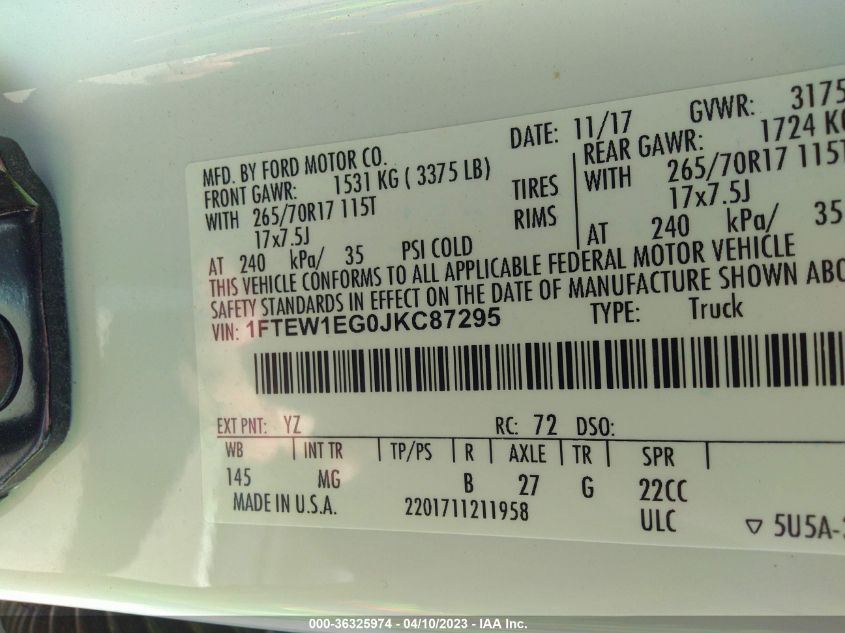 MFD. BY FORD MOTOR CO.
DATE: 11/17 GVWR: 3175
FRONT GAWR: 1531 KG ( 3375 LB)
REAR GAWR: 1724 KG
WITH 265/70R17 115T TIRES
WITH 265/70R17 115T
17x7.5J RIMS
17x7.5J
AT 240 kPa/ 35 PSI COLD
AT 240 kPa/ 35
THIS VEHICLE CONFORMS TO ALL APPLICABLE FEDERAL MOTOR VEHICLE
SAFETY STANDARDS IN EFFECT ON THE DATE OF MANUFACTURE SHOWN ABO
VIN: 1FTEW1EG0JKC87295 TYPE: Truck
EXT PNT: YZ RC: 72 DSO:
WB INT TR TP/PS R AXLE TR SPR
145 MG B 27 G 22CC
MADE IN U.S.A. 2201711211958 ULC
▽ 5U5A-
000-36325974 - 04/10/2023 - IAA Inc.